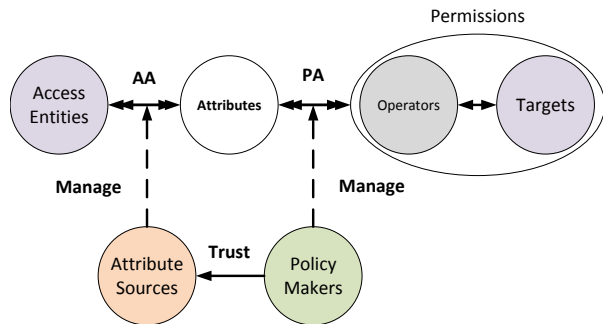 Permissions
Access
Entities
AA
Attributes
PA
Operators
Targets
Manage
Manage
Attribute
Sources
Trust
Policy
Makers